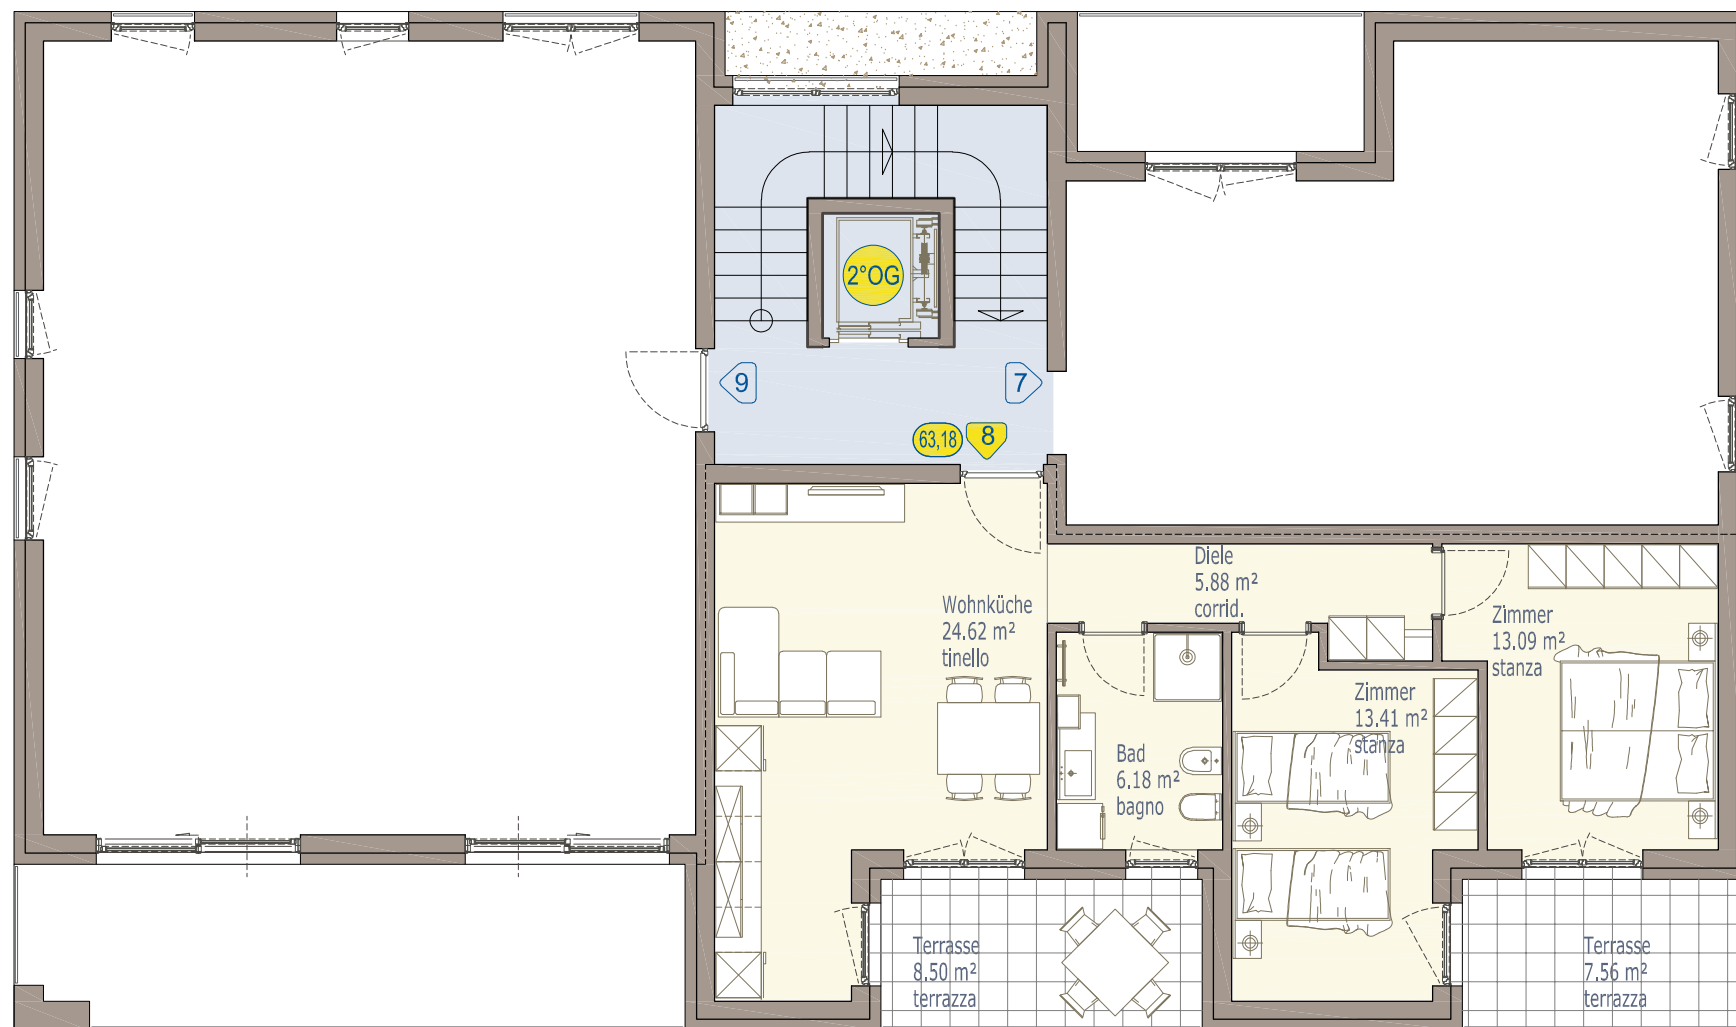 2°OG
9
7
63,18
8
Diele
5.88 m²
corrid.
Wohnküche
24.62 m²
tinello
Zimmer
13.09 m²
stanza
Zimmer
13.41 m²
stanza
Bad
6.18 m²
bagno
Terrasse
8.50 m²
terrazza
Terrasse
7.56 m²
terrazza